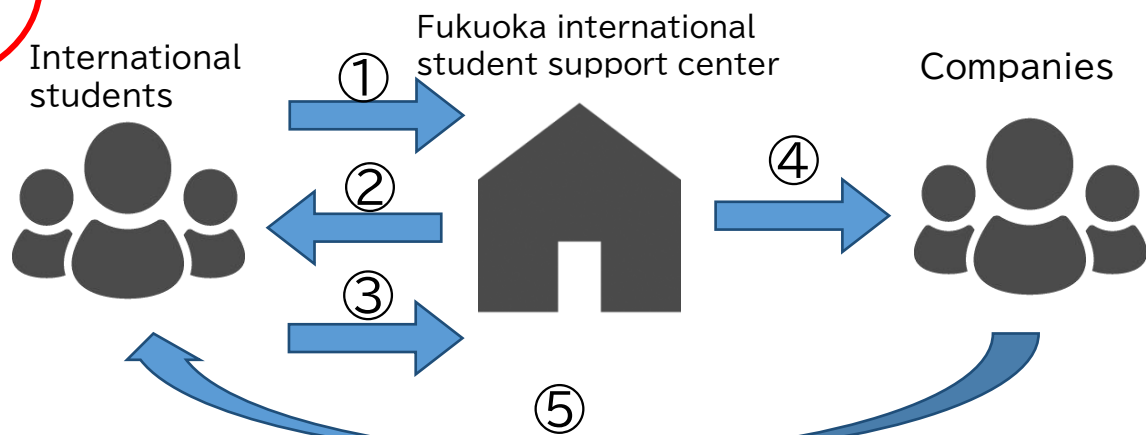 International
students
Fukuoka international
student support center
Companies
①
②
③
④
⑤